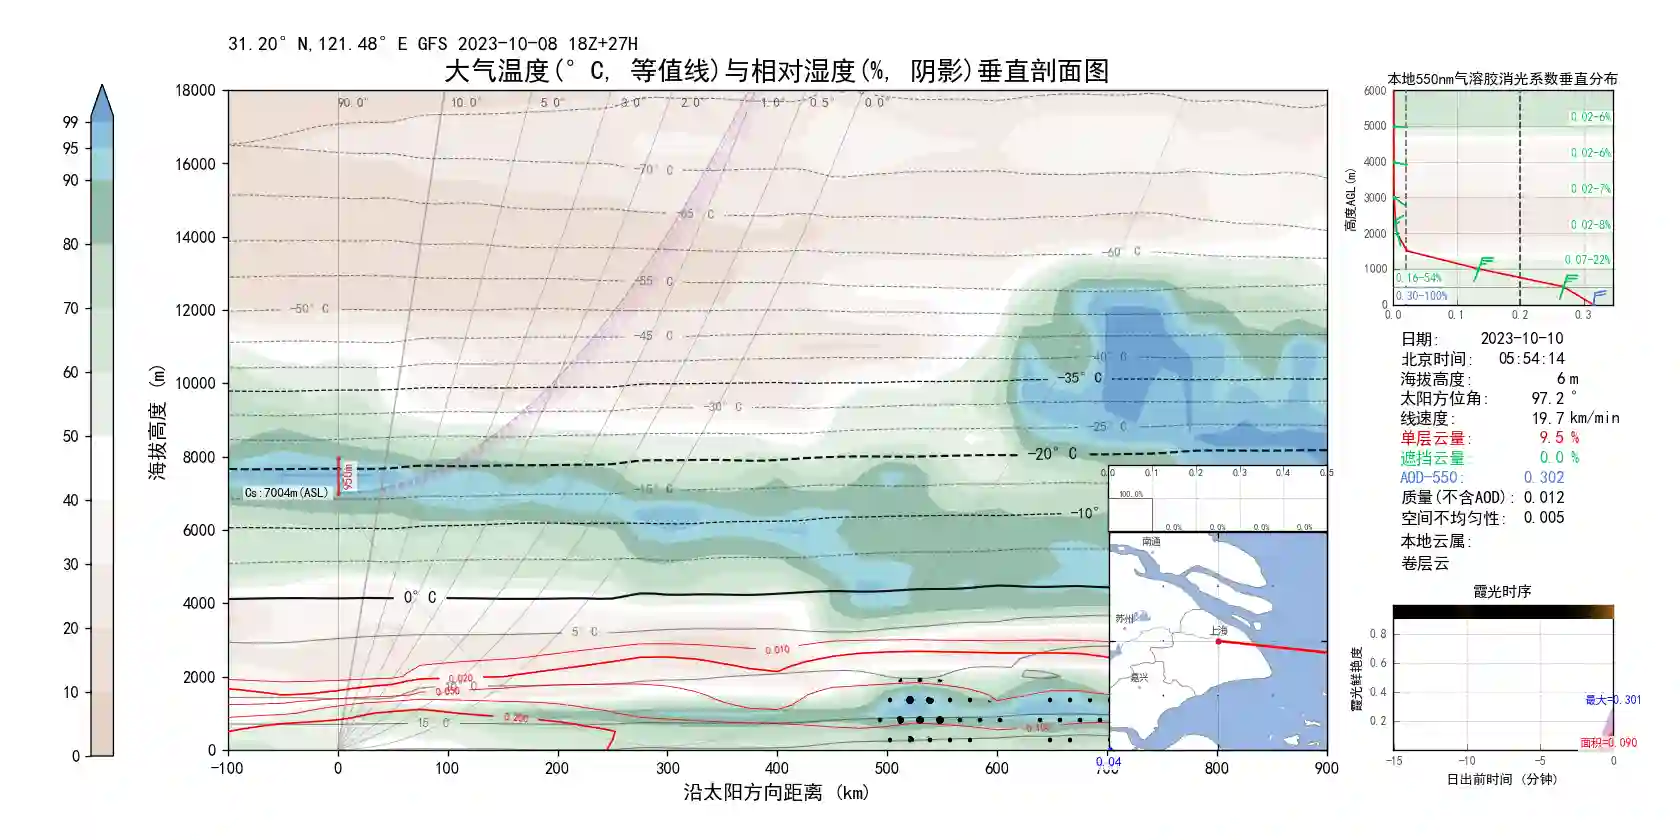 31.20° N,121.48° E GFS 2023-10-08 18Z+27H
大气温度(° C, 等值线)与相对湿度(%, 阴影)垂直剖面图
99
95
90
80
70
60
50
40
30
20
10
0
海拔高度 (m)
18000
16000
14000
12000
10000
8000
6000
4000
2000
0
90.0° 10.0° 5.0° 3.0° 2.0° 1.0° 0.5° 0.0°
-70° C
-65° C
-60° C
-55° C
-50° C
-45° C
-40° C
-35° C
-30° C
-25° C
-20° C
-15° C
-10°
0° C
5° C
15 C
950m
Cs:7004m(ASL)
0.010
0.020
0.050
0.200
0.100
-100 0 100 200 300 400 500 600 700 800 900
沿太阳方向距离 (km)
0.0 0.1 0.2 0.3 0.4 0.5
100.0%
0.0% 0.0% 0.0% 0.0%
南通
苏州
上海
嘉兴
0.04
本地550nm气溶胶消光系数垂直分布
高度AGL(m)
6000
5000
4000
3000
2000
1000
0
0.02-6%
0.02-6%
0.02-7%
0.02-8%
0.07-22%
0.16-54%
0.30-100%
0.0 0.1 0.2 0.3
日期: 2023-10-10
北京时间: 05:54:14
海拔高度: 6 m
太阳方位角: 97.2 °
线速度: 19.7 km/min
单层云量: 9.5 %
遮挡云量: 0.0 %
AOD-550: 0.302
质量(不含AOD): 0.012
空间不均匀性: 0.005
本地云属:
卷层云
霞光时序
霞光鲜艳度
0.8
0.6
0.4
0.2
最大=0.301
面积=0.090
-15 -10 -5 0
日出前时间 (分钟)